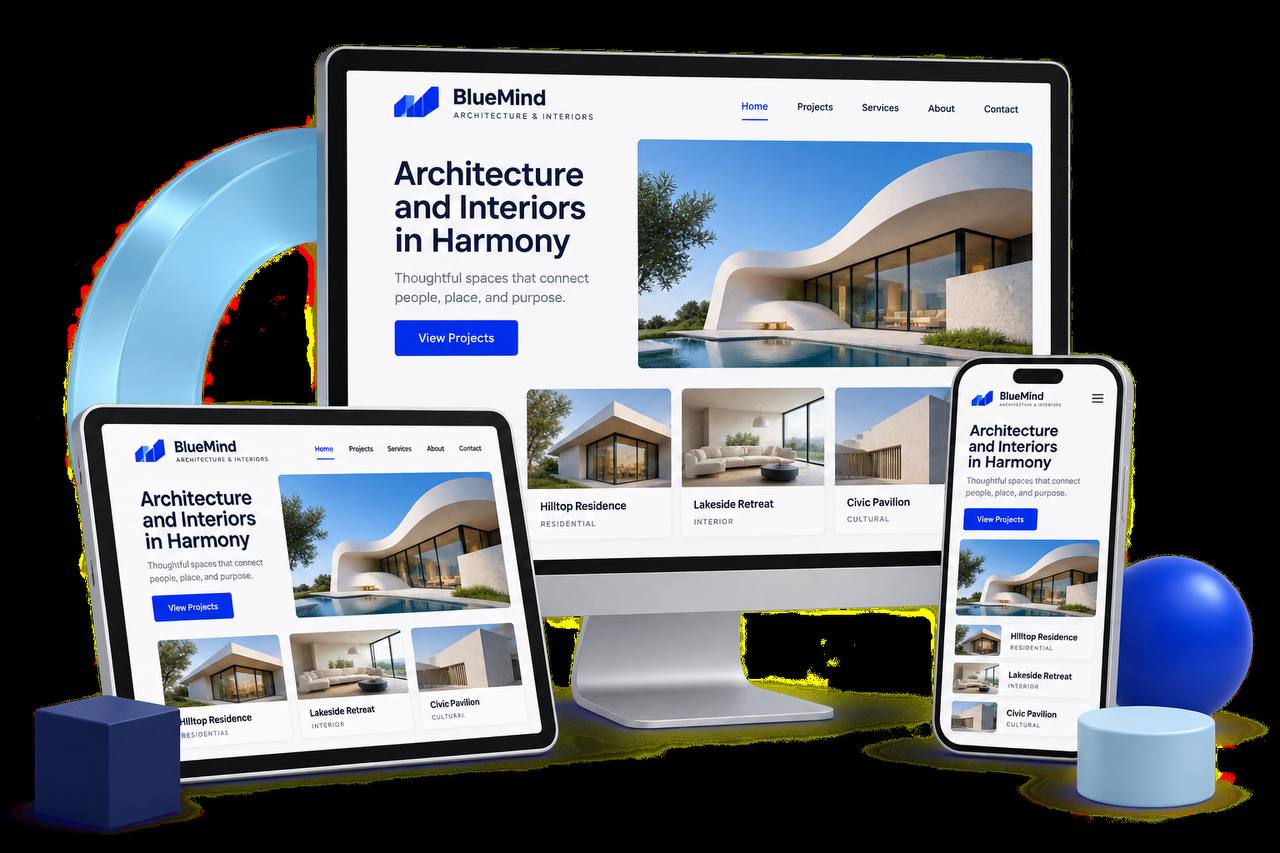 BlueMind
ARCHITECTURE & INTERIORS
Home Projects Services About Contact
Architecture
and Interiors
in Harmony
Thoughtful spaces that connect
people, place, and purpose.
View Projects
Hilltop Residence
RESIDENTIAL
Lakeside Retreat
INTERIOR
Civic Pavilion
CULTURAL
BlueMind
ARCHITECTURE & INTERIORS
Home Projects Services About Contact
Architecture
and Interiors
in Harmony
Thoughtful spaces that connect
people, place, and purpose.
View Projects
Hilltop Residence
RESIDENTIAL
Lakeside Retreat
INTERIOR
Civic Pavilion
CULTURAL
BlueMind
ARCHITECTURE & INTERIORS
Architecture
and Interiors
in Harmony
Thoughtful spaces that connect
people, place, and purpose.
View Projects
Hilltop Residence
RESIDENTIAL
Lakeside Retreat
INTERIOR
Civic Pavilion
CULTURAL